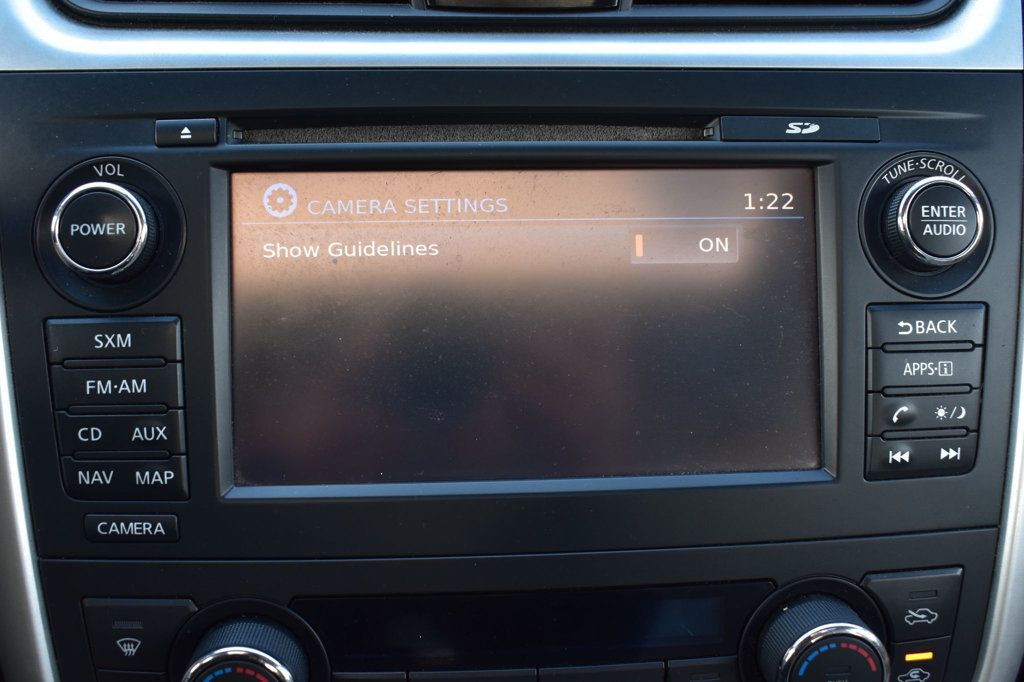 VOL
POWER
SXM
FM·AM
CD AUX
NAV MAP
CAMERA
CAMERA SETTINGS 1:22
Show Guidelines ON
SD
TUNE·SCROLL
ENTER
AUDIO
BACK
APPS·i